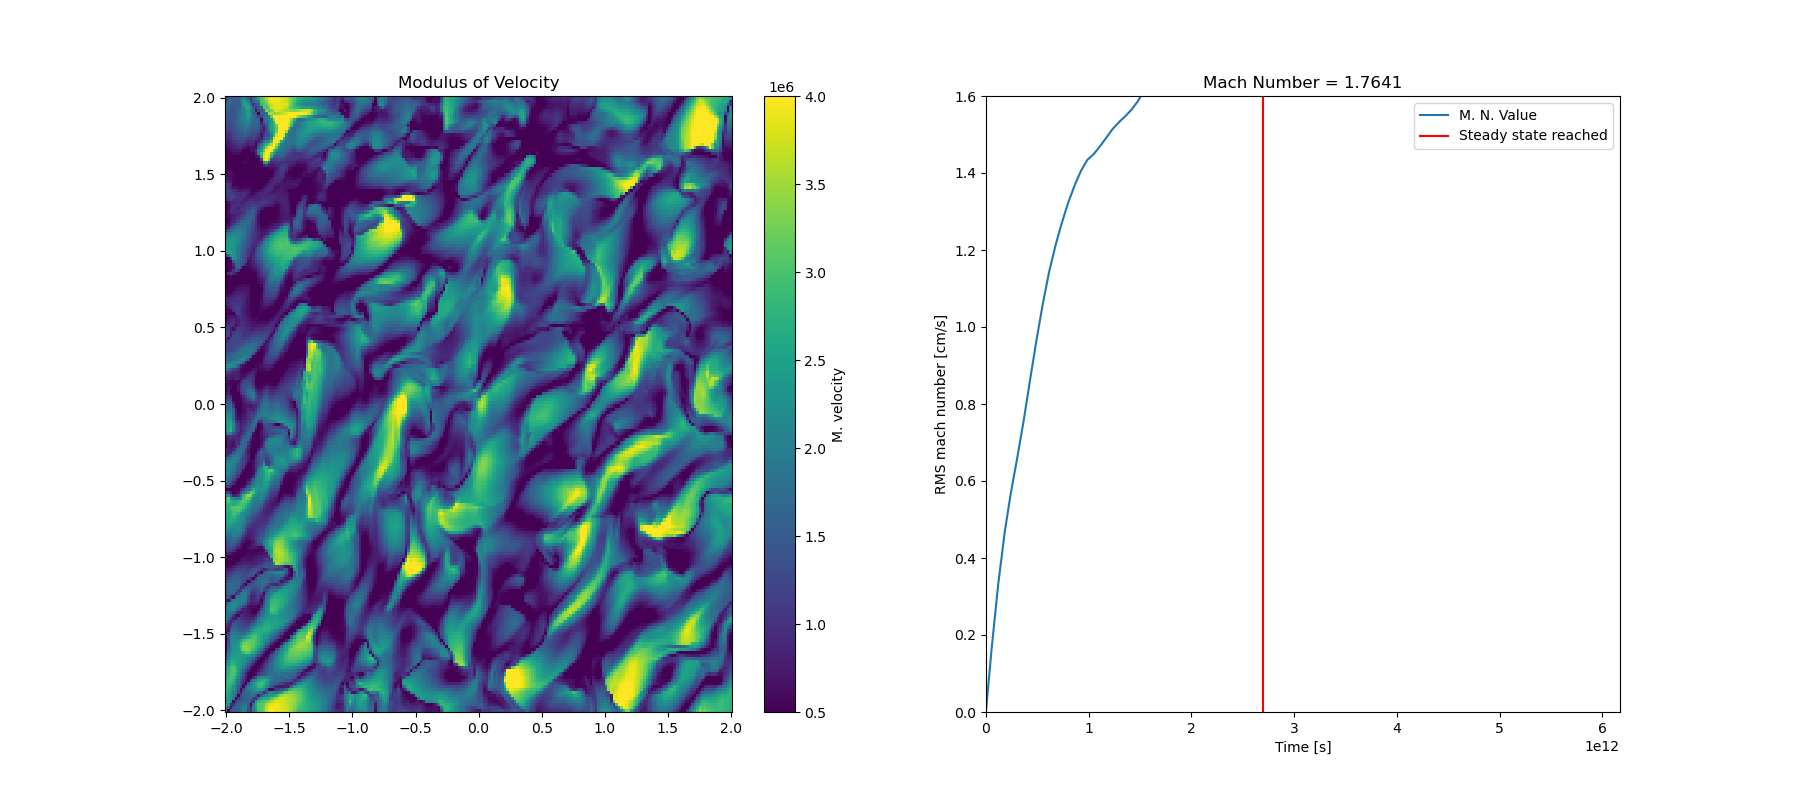 Modulus of Velocity
1e6
2.0
1.5
1.0
0.5
0.0
−0.5
−1.0
−1.5
−2.0
−2.0 −1.5 −1.0 −0.5 0.0 0.5 1.0 1.5 2.0
4.0
3.5
3.0
2.5
2.0
1.5
1.0
0.5
M. velocity
Mach Number = 1.7641
M. N. Value
Steady state reached
1.6
1.4
1.2
1.0
0.8
0.6
0.4
0.2
0.0
RMS mach number [cm/s]
0 1 2 3 4 5 6
Time [s]
1e12